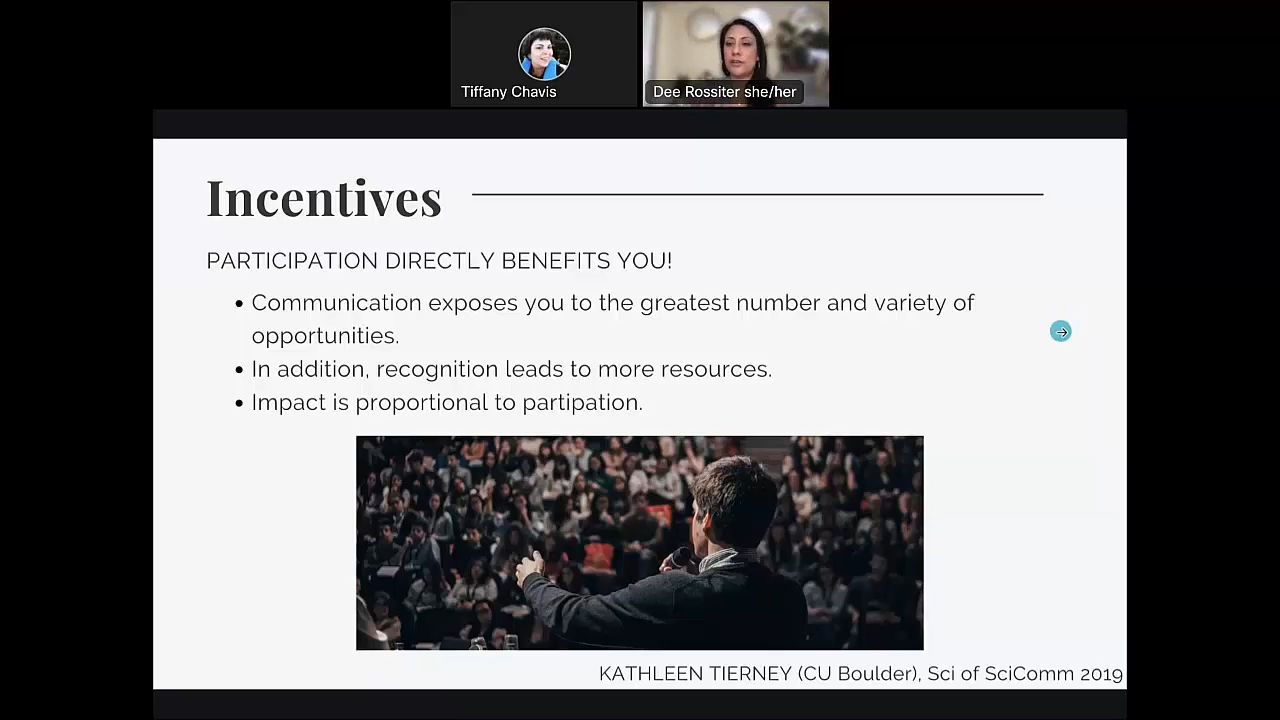 Tiffany Chavis
Dee Rossiter she/her
Incentives
PARTICIPATION DIRECTLY BENEFITS YOU!
• Communication exposes you to the greatest number and variety of
opportunities.
• In addition, recognition leads to more resources.
• Impact is proportional to partipation.
KATHLEEN TIERNEY (CU Boulder), Sci of SciComm 2019